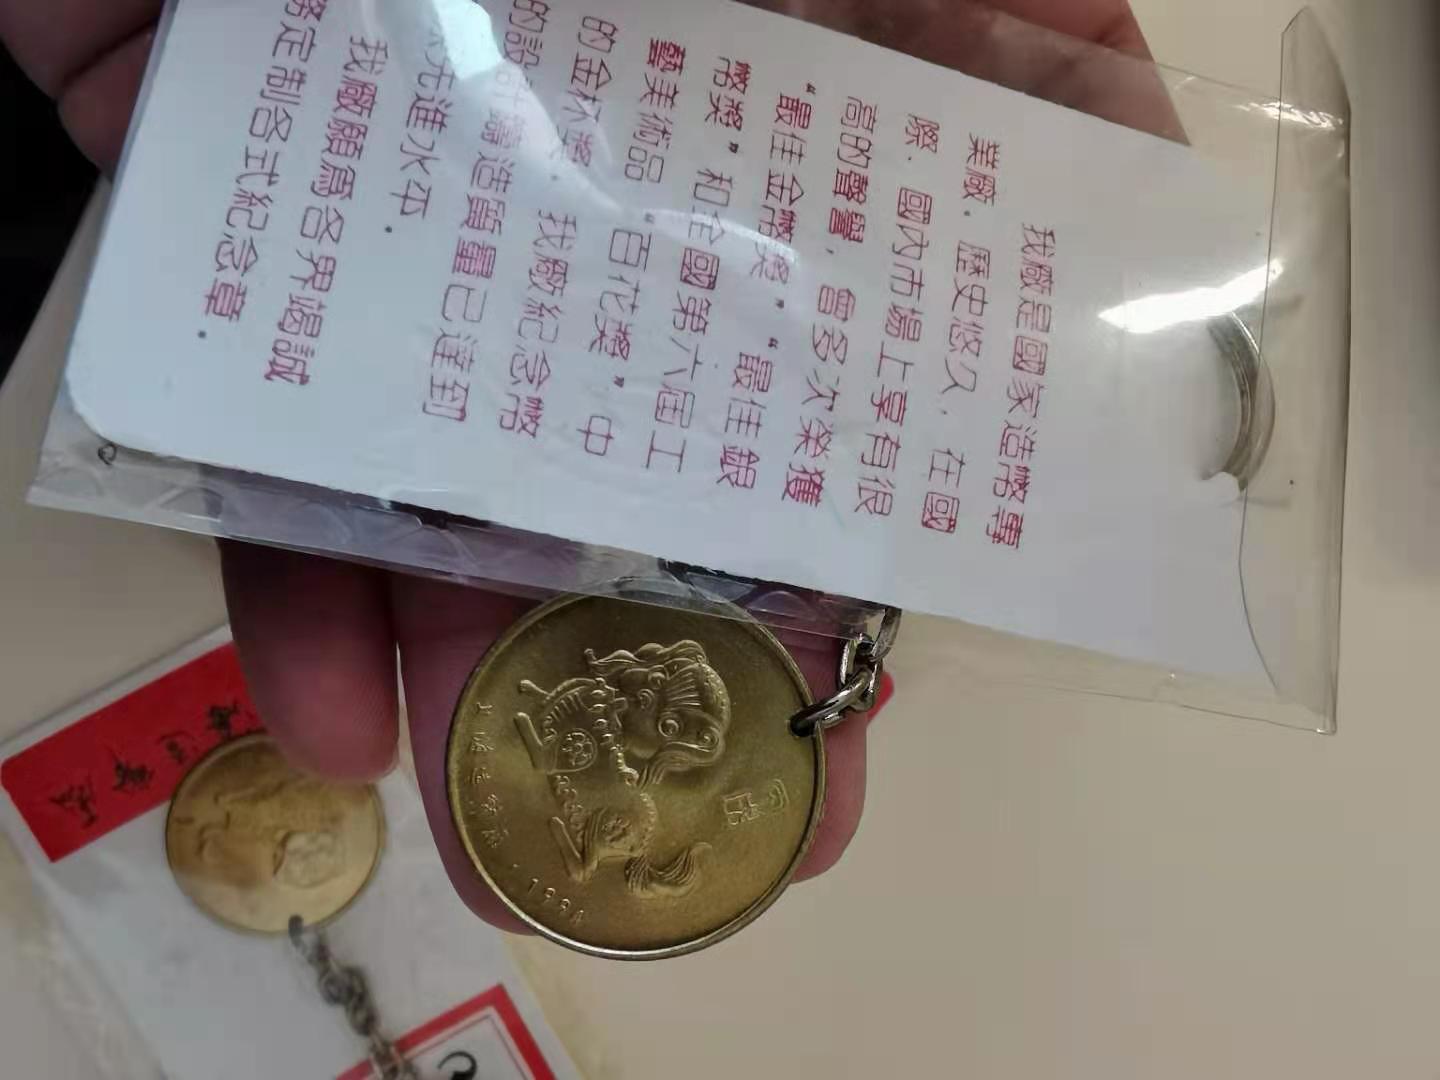 我廠是國家造幣專
業廠．歷史悠久，在國
際．國內市場上享有很
高的聲譽，曾多次榮獲
“最佳金幣獎”“最佳銀
幣獎”和全國第六屆工
藝美術品“百花獎”中
的金杯獎．我廠紀念幣
的設計鑄造質量已達到
先進水平．
我廠願爲各界竭誠
定制各式紀念章．
造幣廠·1994